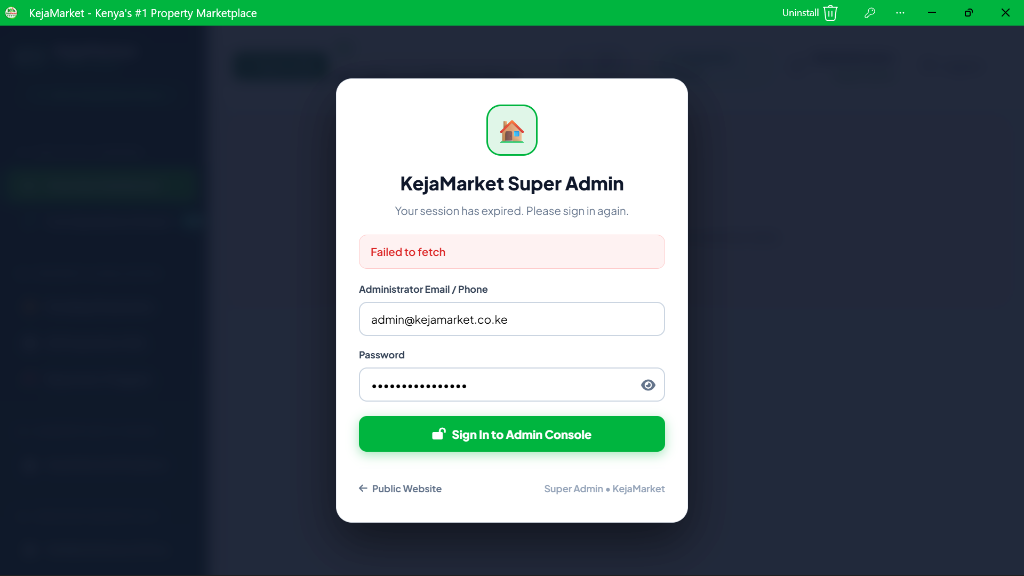 KejaMarket - Kenya's #1 Property Marketplace
Uninstall
KejaMarket Super Admin
Your session has expired. Please sign in again.
Failed to fetch
Administrator Email / Phone
admin@kejamarket.co.ke
Password
••••••••••••••••
Sign In to Admin Console
← Public Website
Super Admin • KejaMarket